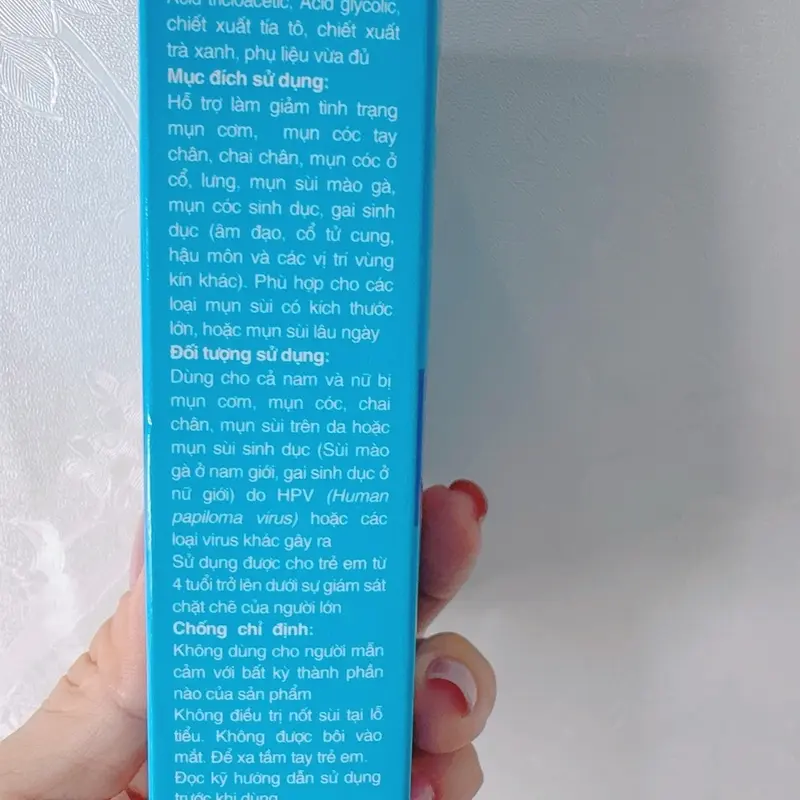 Acid tricloacetic, Acid glycolic,
chiết xuất tía tô, chiết xuất
trà xanh, phụ liệu vừa đủ
Mục đích sử dụng:
Hỗ trợ làm giảm tinh trạng
mụn cơm, mụn cóc tay
chân, chai chân, mụn cóc ở
cổ, lưng, mụn sùi mào gà,
mụn cóc sinh dục, gai sinh
dục (âm đạo, cổ tử cung,
hậu môn và các vị trí vùng
kín khác). Phù hợp cho các
loại mụn sùi có kích thước
lớn, hoặc mụn sùi lâu ngày
Đối tượng sử dụng:
Dùng cho cả nam và nữ bị
mụn cơm, mụn cóc, chai
chân, mụn sùi trên da hoặc
mụn sùi sinh dục (Sùi mào
gà ở nam giới, gai sinh dục ở
nữ giới) do HPV (Human
papiloma virus) hoặc các
loại virus khác gây ra
Sử dụng được cho trẻ em từ
4 tuổi trở lên dưới sự giám sát
chặt chẽ của người lớn
Chống chỉ định:
Không dùng cho người mẫn
cảm với bất kỳ thành phần
nào của sản phẩm
Không điều trị nốt sùi tại lỗ
tiểu. Không được bôi vào
mắt. Để xa tầm tay trẻ em.
Đọc kỹ hướng dẫn sử dụng
trước khi dùng